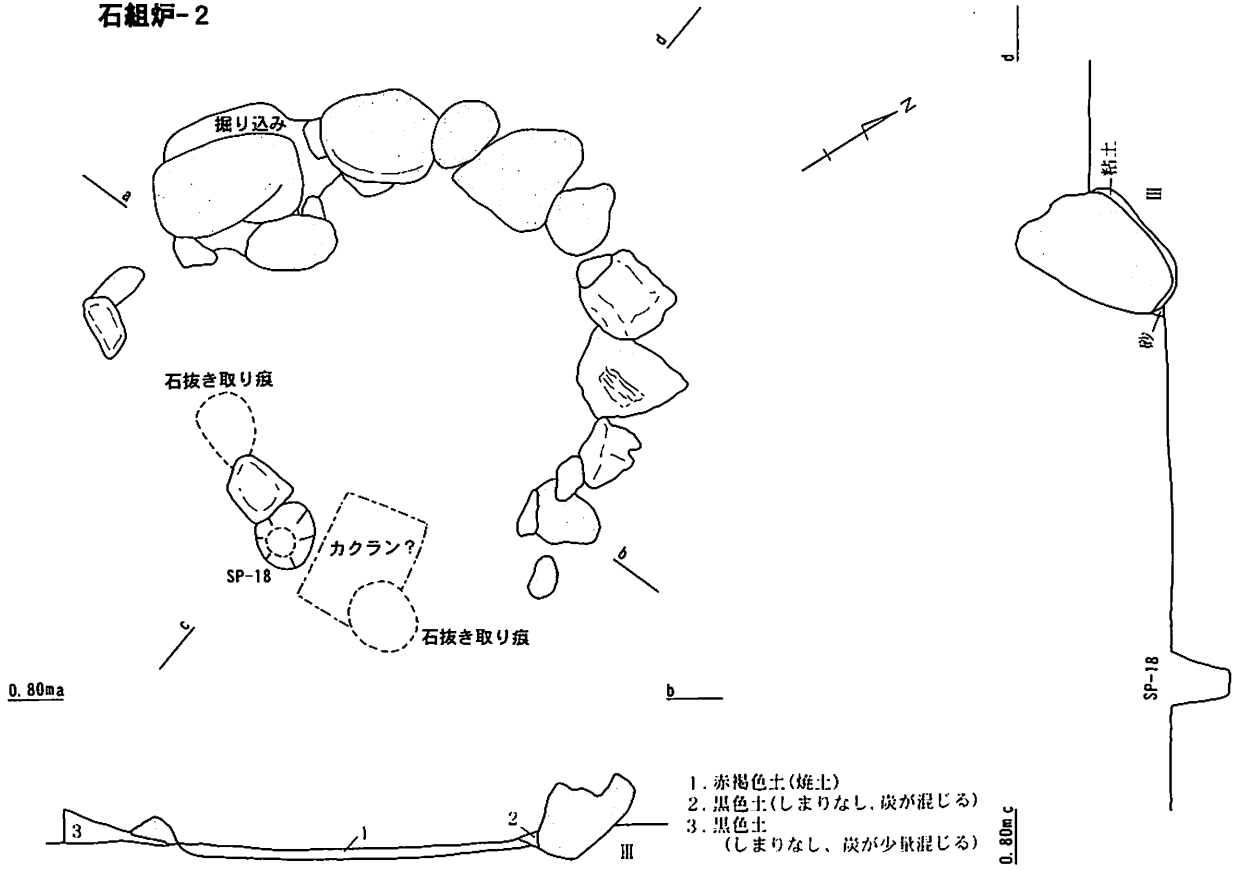 石組炉-2
掘り込み
a
d
d
N
粘土
III
砂
石抜き取り痕
カクラン?
SP-18
石抜き取り痕
b
c
SP-18
0.80ma
b
3
1
2
III
1.赤褐色土(焼土)
2.黒色土(しまりなし、炭が混じる)
3.黒色土
(しまりなし、炭が少量混じる)
0.80mc